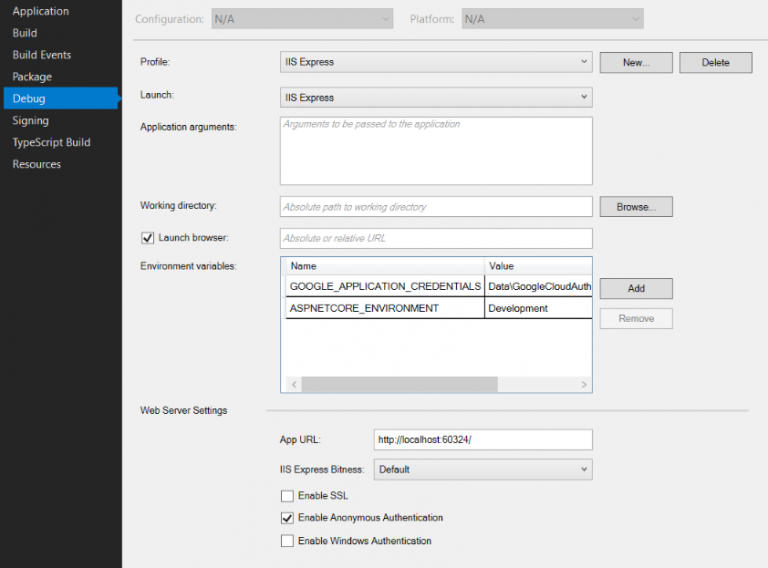 Application
Build
Build Events
Package
Debug
Signing
TypeScript Build
Resources
Configuration: N/A Platform: N/A
Profile: IIS Express New... Delete
Launch: IIS Express
Application arguments: Arguments to be passed to the application
Working directory: Absolute path to working directory Browse...
Launch browser: Absolute or relative URL
Environment variables:
Name Value
GOOGLE_APPLICATION_CREDENTIALS Data\GoogleCloudAuth Add
ASPNETCORE_ENVIRONMENT Development
Remove
Web Server Settings
App URL: http://localhost:60324/
IIS Express Bitness: Default
Enable SSL
Enable Anonymous Authentication
Enable Windows Authentication